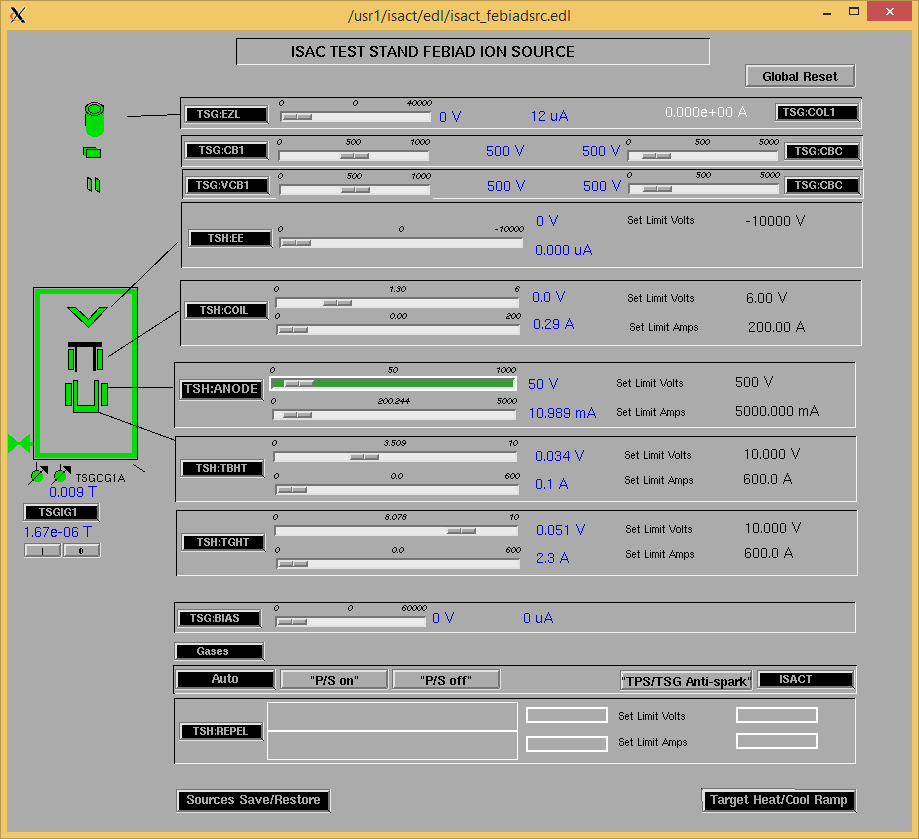 /usr1/isact/edl/isact_febiadsrc.edl
ISAC TEST STAND FEBIAD ION SOURCE
Global Reset
TSG:EZL 0 0 40000 0 V 12 uA 0.000e+00 A TSG:COL1
TSG:CB1 0 500 1000 500 V 500 V 0 500 5000 TSG:CBC
TSG:VCB1 0 500 1000 500 V 500 V 0 500 5000 TSG:CBC
TSH:EE 0 0 -10000 0 V Set Limit Volts -10000 V
0.000 uA
TSH:COIL 0 1.30 6 0.0 V Set Limit Volts 6.00 V
0 0.00 200 0.29 A Set Limit Amps 200.00 A
TSH:ANODE 0 50 1000 50 V Set Limit Volts 500 V
0 200.244 5000 10.989 mA Set Limit Amps 5000.000 mA
TSH:TBHT 0 3.509 10 0.034 V Set Limit Volts 10.000 V
0 0.0 600 0.1 A Set Limit Amps 600.0 A
TSGCG1A
0.009 T
TSGIG1
1.67e-06 T
I 0
TSH:TGHT 0 6.078 10 0.051 V Set Limit Volts 10.000 V
0 0.0 600 2.3 A Set Limit Amps 600.0 A
TSG:BIAS 0 0 60000 0 V 0 uA
Gases
Auto "P/S on" "P/S off" "TPS/TSG Anti-spark" ISACT
TSH:REPEL Set Limit Volts
Set Limit Amps
Sources Save/Restore Target Heat/Cool Ramp